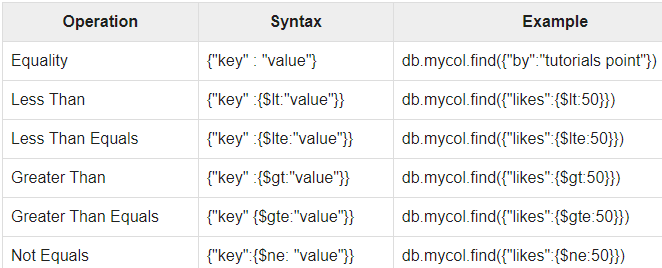 Operation Syntax Example
Equality {"key" : "value"} db.mycol.find({"by":"tutorials point"})
Less Than {"key" :{$lt:"value"}} db.mycol.find({"likes":{$lt:50}})
Less Than Equals {"key" :{$lte:"value"}} db.mycol.find({"likes":{$lte:50}})
Greater Than {"key" :{$gt:"value"}} db.mycol.find({"likes":{$gt:50}})
Greater Than Equals {"key" {$gte:"value"}} db.mycol.find({"likes":{$gte:50}})
Not Equals {"key":{$ne: "value"}} db.mycol.find({"likes":{$ne:50}})